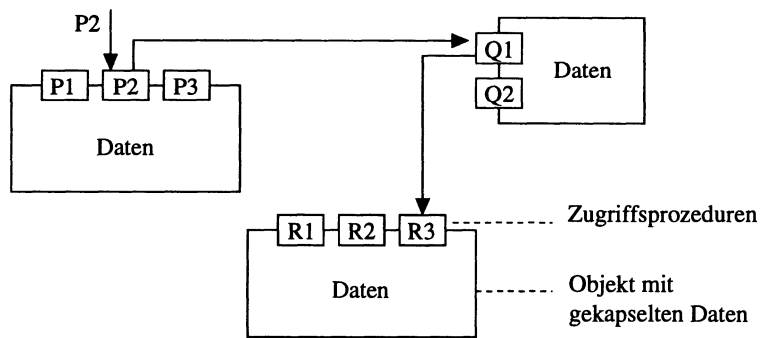 P2
P1 P2 P3
Daten
Q1
Q2
Daten
R1 R2 R3
Daten
Zugriffsprozeduren
Objekt mit
gekapselten Daten